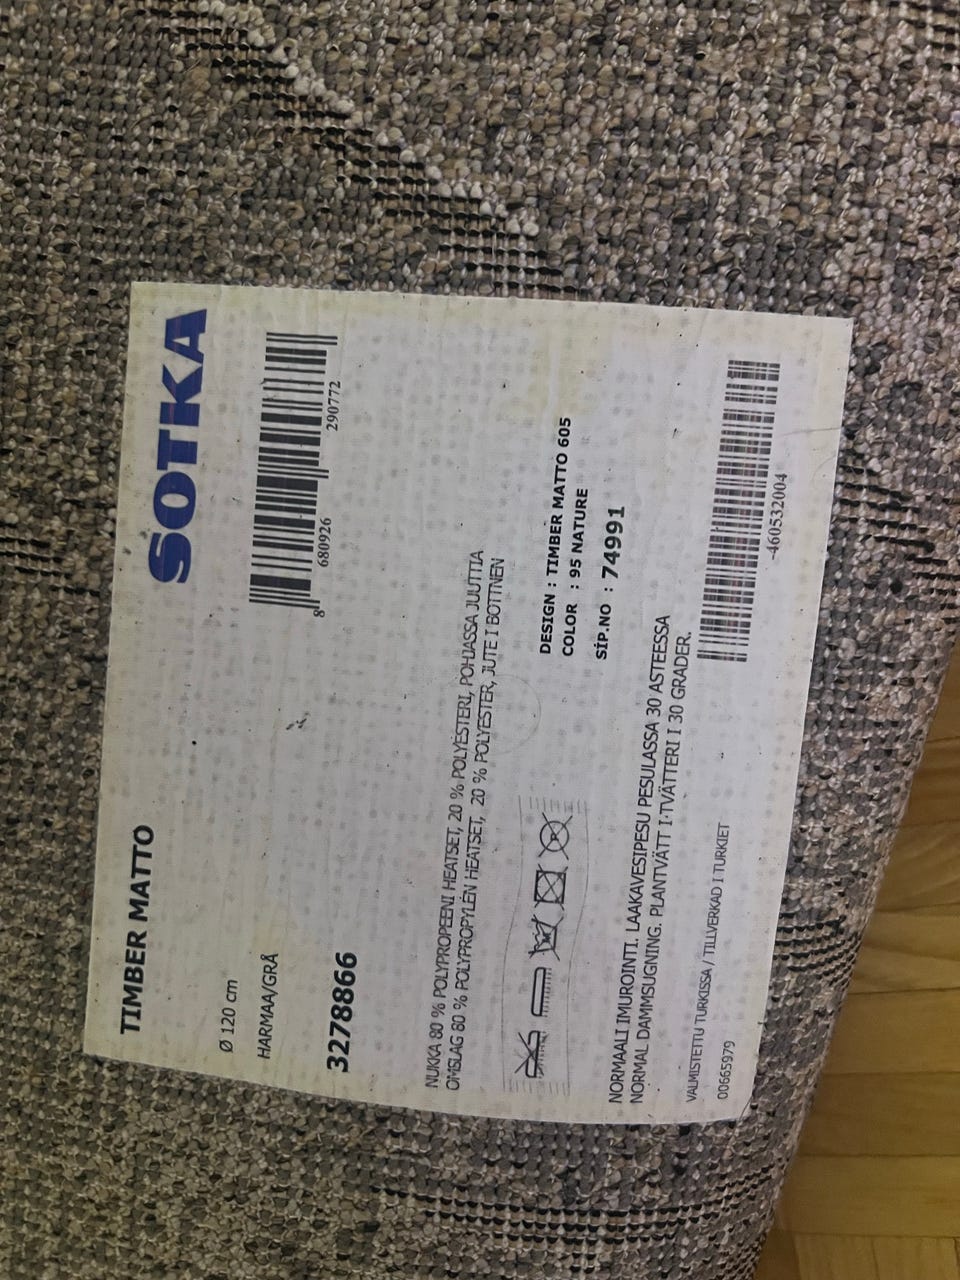 SOTKA
TIMBER MATTO
Ø 120 cm
HARMAA/GRÅ
8 680926 290772
3278866
NUKKA 80 % POLYPROPEENI HEATSET, 20 % POLYESTERI, POHJASSA JUUTTIA
OMSLAG 80 % POLYPROPYLEN HEATSET, 20 % POLYESTER, JUTE I BOTTNEN
DESIGN : TIMBER MATTO 605
COLOR : 95 NATURE
SİP.NO : 74991
P
NORMAALI IMUROINTI. LAAKAVESIPESU PESULASSA 30 ASTEESSA
NORMAL DAMMSUGNING. PLANTVÄTT I TVÄTTERI I 30 GRADER.
-460532004
VALMISTETTU TURKISSA / TILLVERKAD I TURKIET
00665979